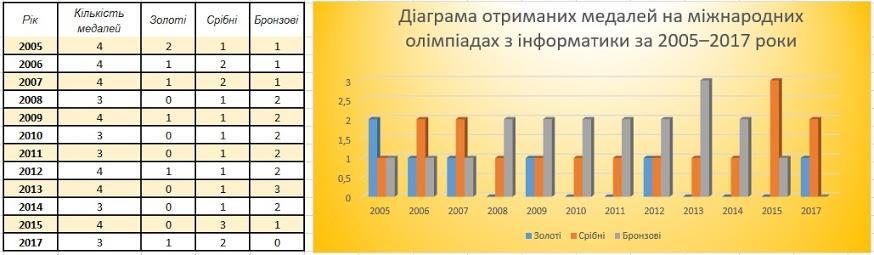 Рік Кількість медалей Золоті Срібні Бронзові
2005 4 2 1 1
2006 4 1 2 1
2007 4 1 2 1
2008 3 0 1 2
2009 4 1 1 2
2010 3 0 1 2
2011 3 0 1 2
2012 4 1 1 2
2013 4 0 1 3
2014 3 0 1 2
2015 4 0 3 1
2017 3 1 2 0
Діаграма отриманих медалей на міжнародних
олімпіадах з інформатики за 2005–2017 роки
3
2,5
2
1,5
1
0,5
0
2005 2006 2007 2008 2009 2010 2011 2012 2013 2014 2015 2017
Золоті Срібні Бронзові